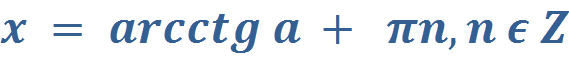 x = arcctg a + πn, n ϵ Z